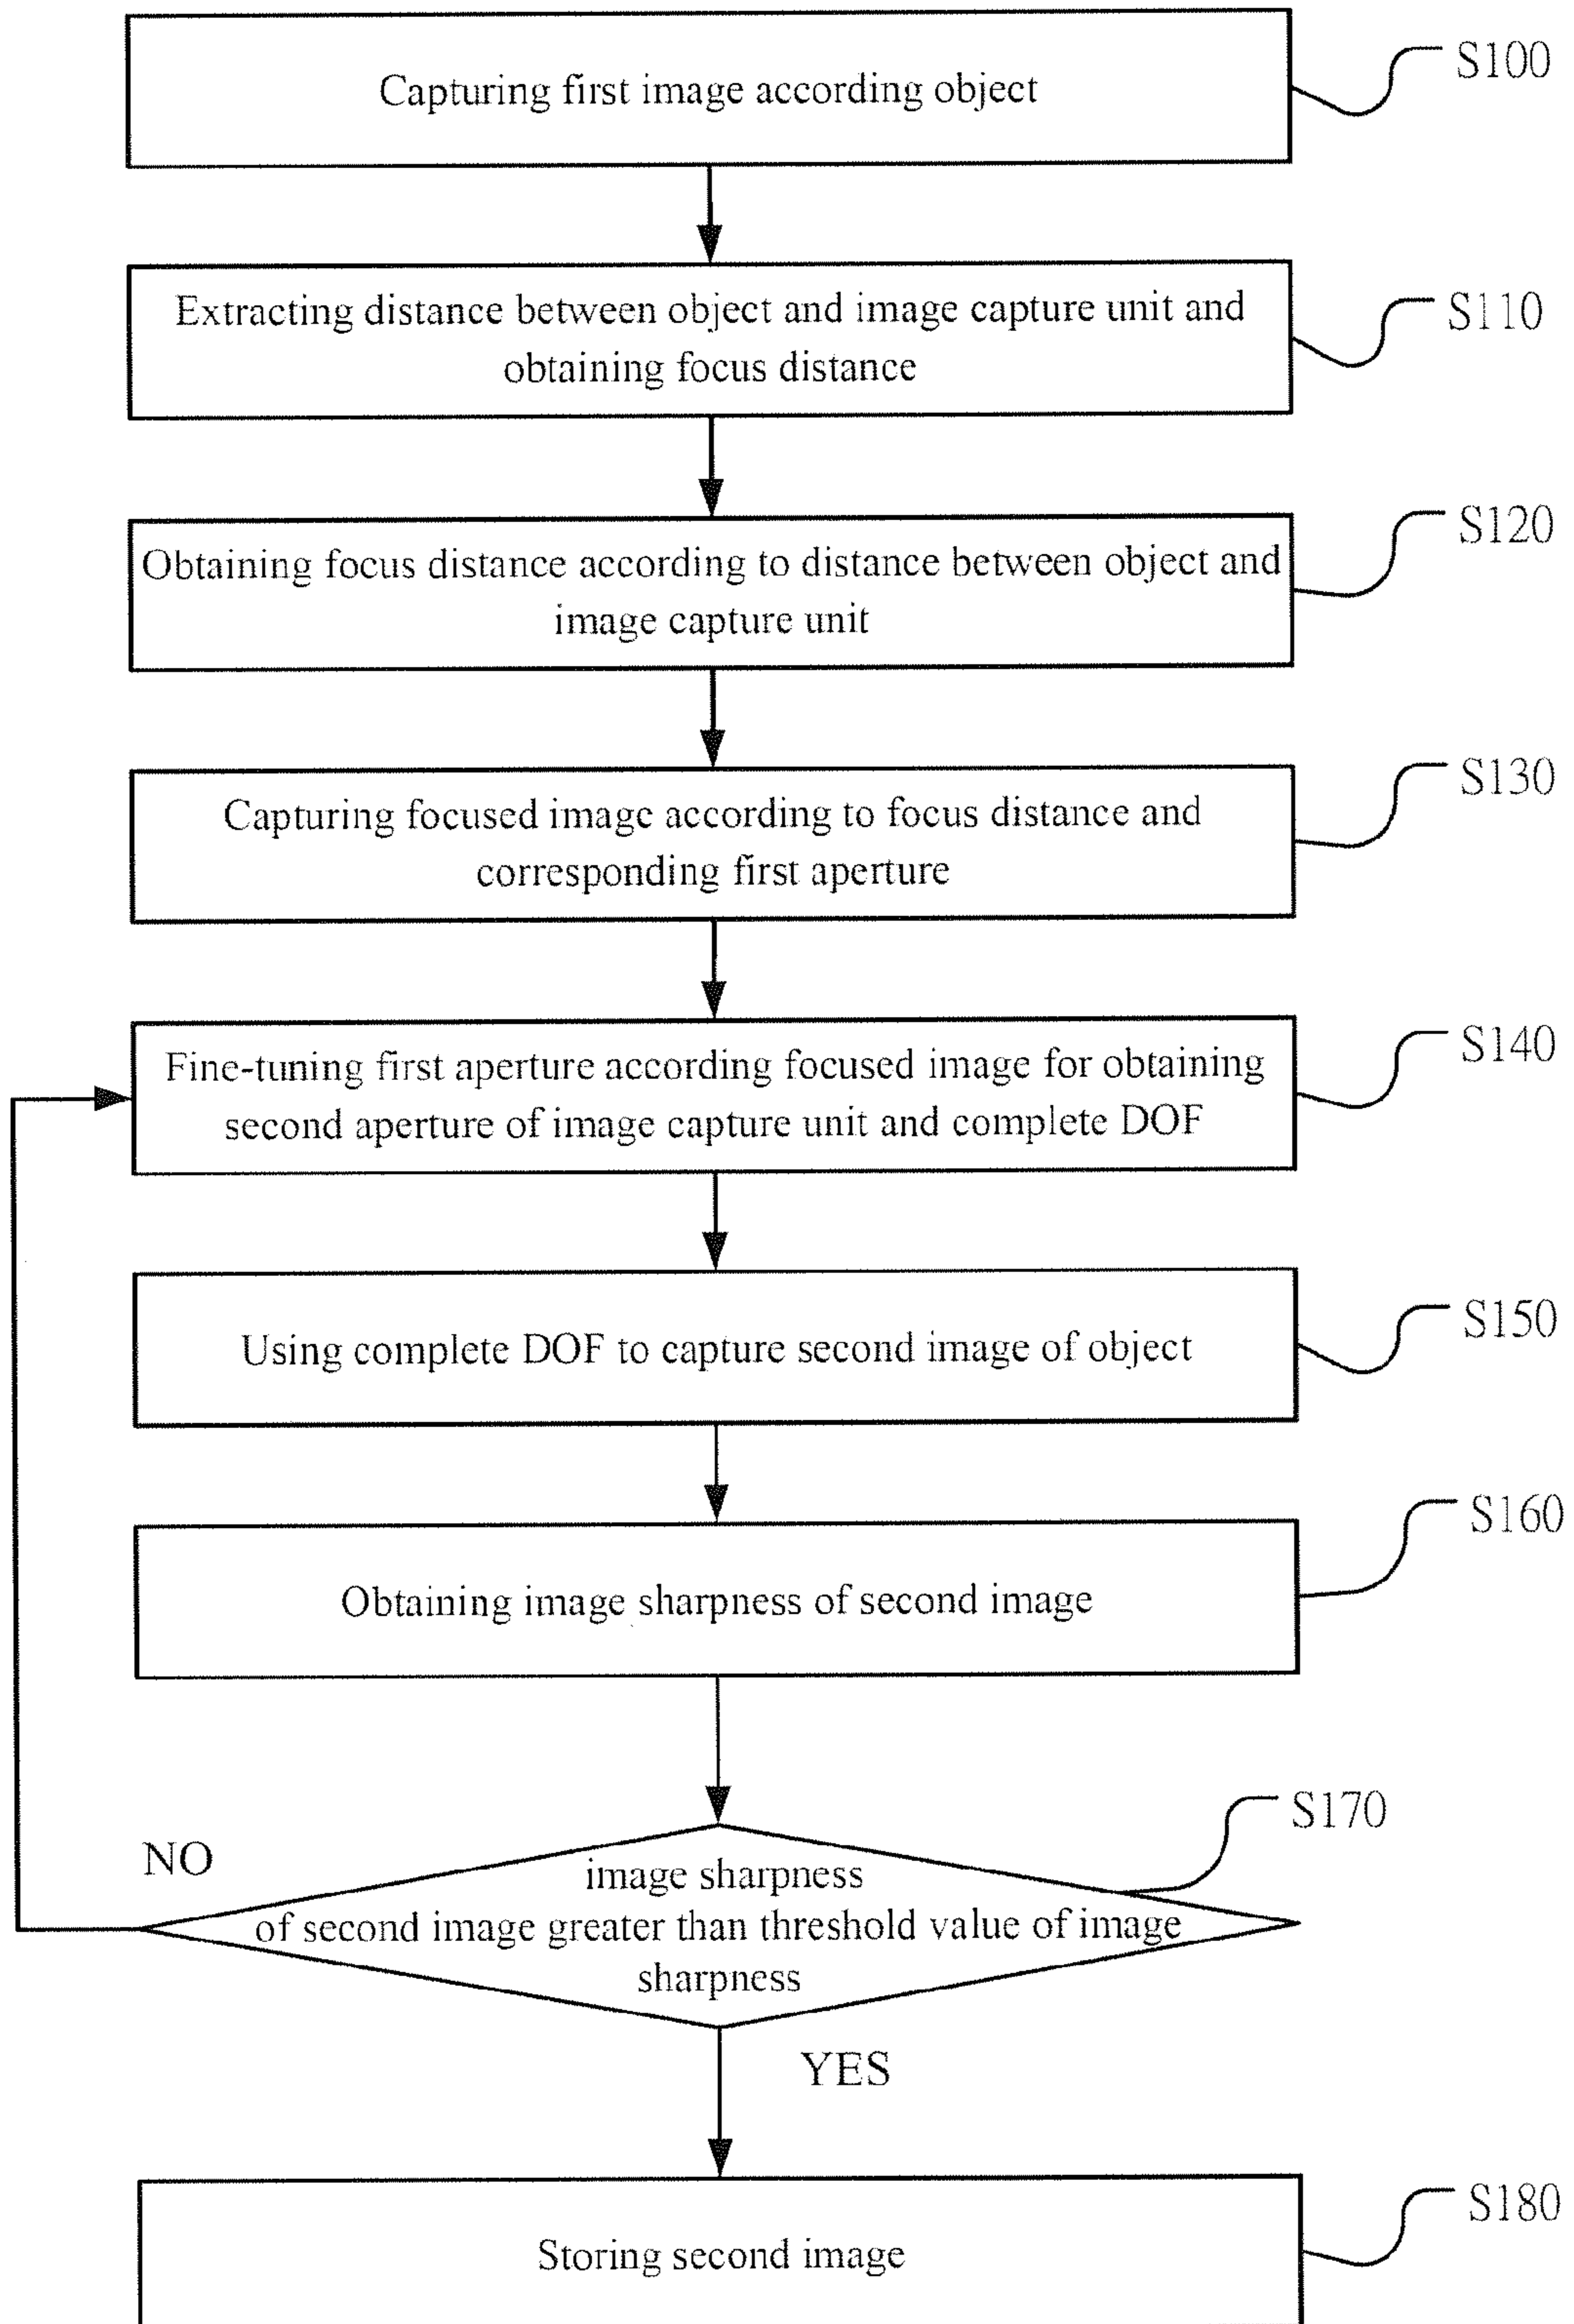 Capturing first image according object
S100
Extracting distance between object and image capture unit and
obtaining focus distance
S110
Obtaining focus distance according to distance between object and
image capture unit
S120
Capturing focused image according to focus distance and
corresponding first aperture
S130
Fine-tuning first aperture according focused image for obtaining
second aperture of image capture unit and complete DOF
S140
Using complete DOF to capture second image of object
S150
Obtaining image sharpness of second image
S160
image sharpness
of second image greater than threshold value of image
sharpness
S170
NO
YES
Storing second image
S180